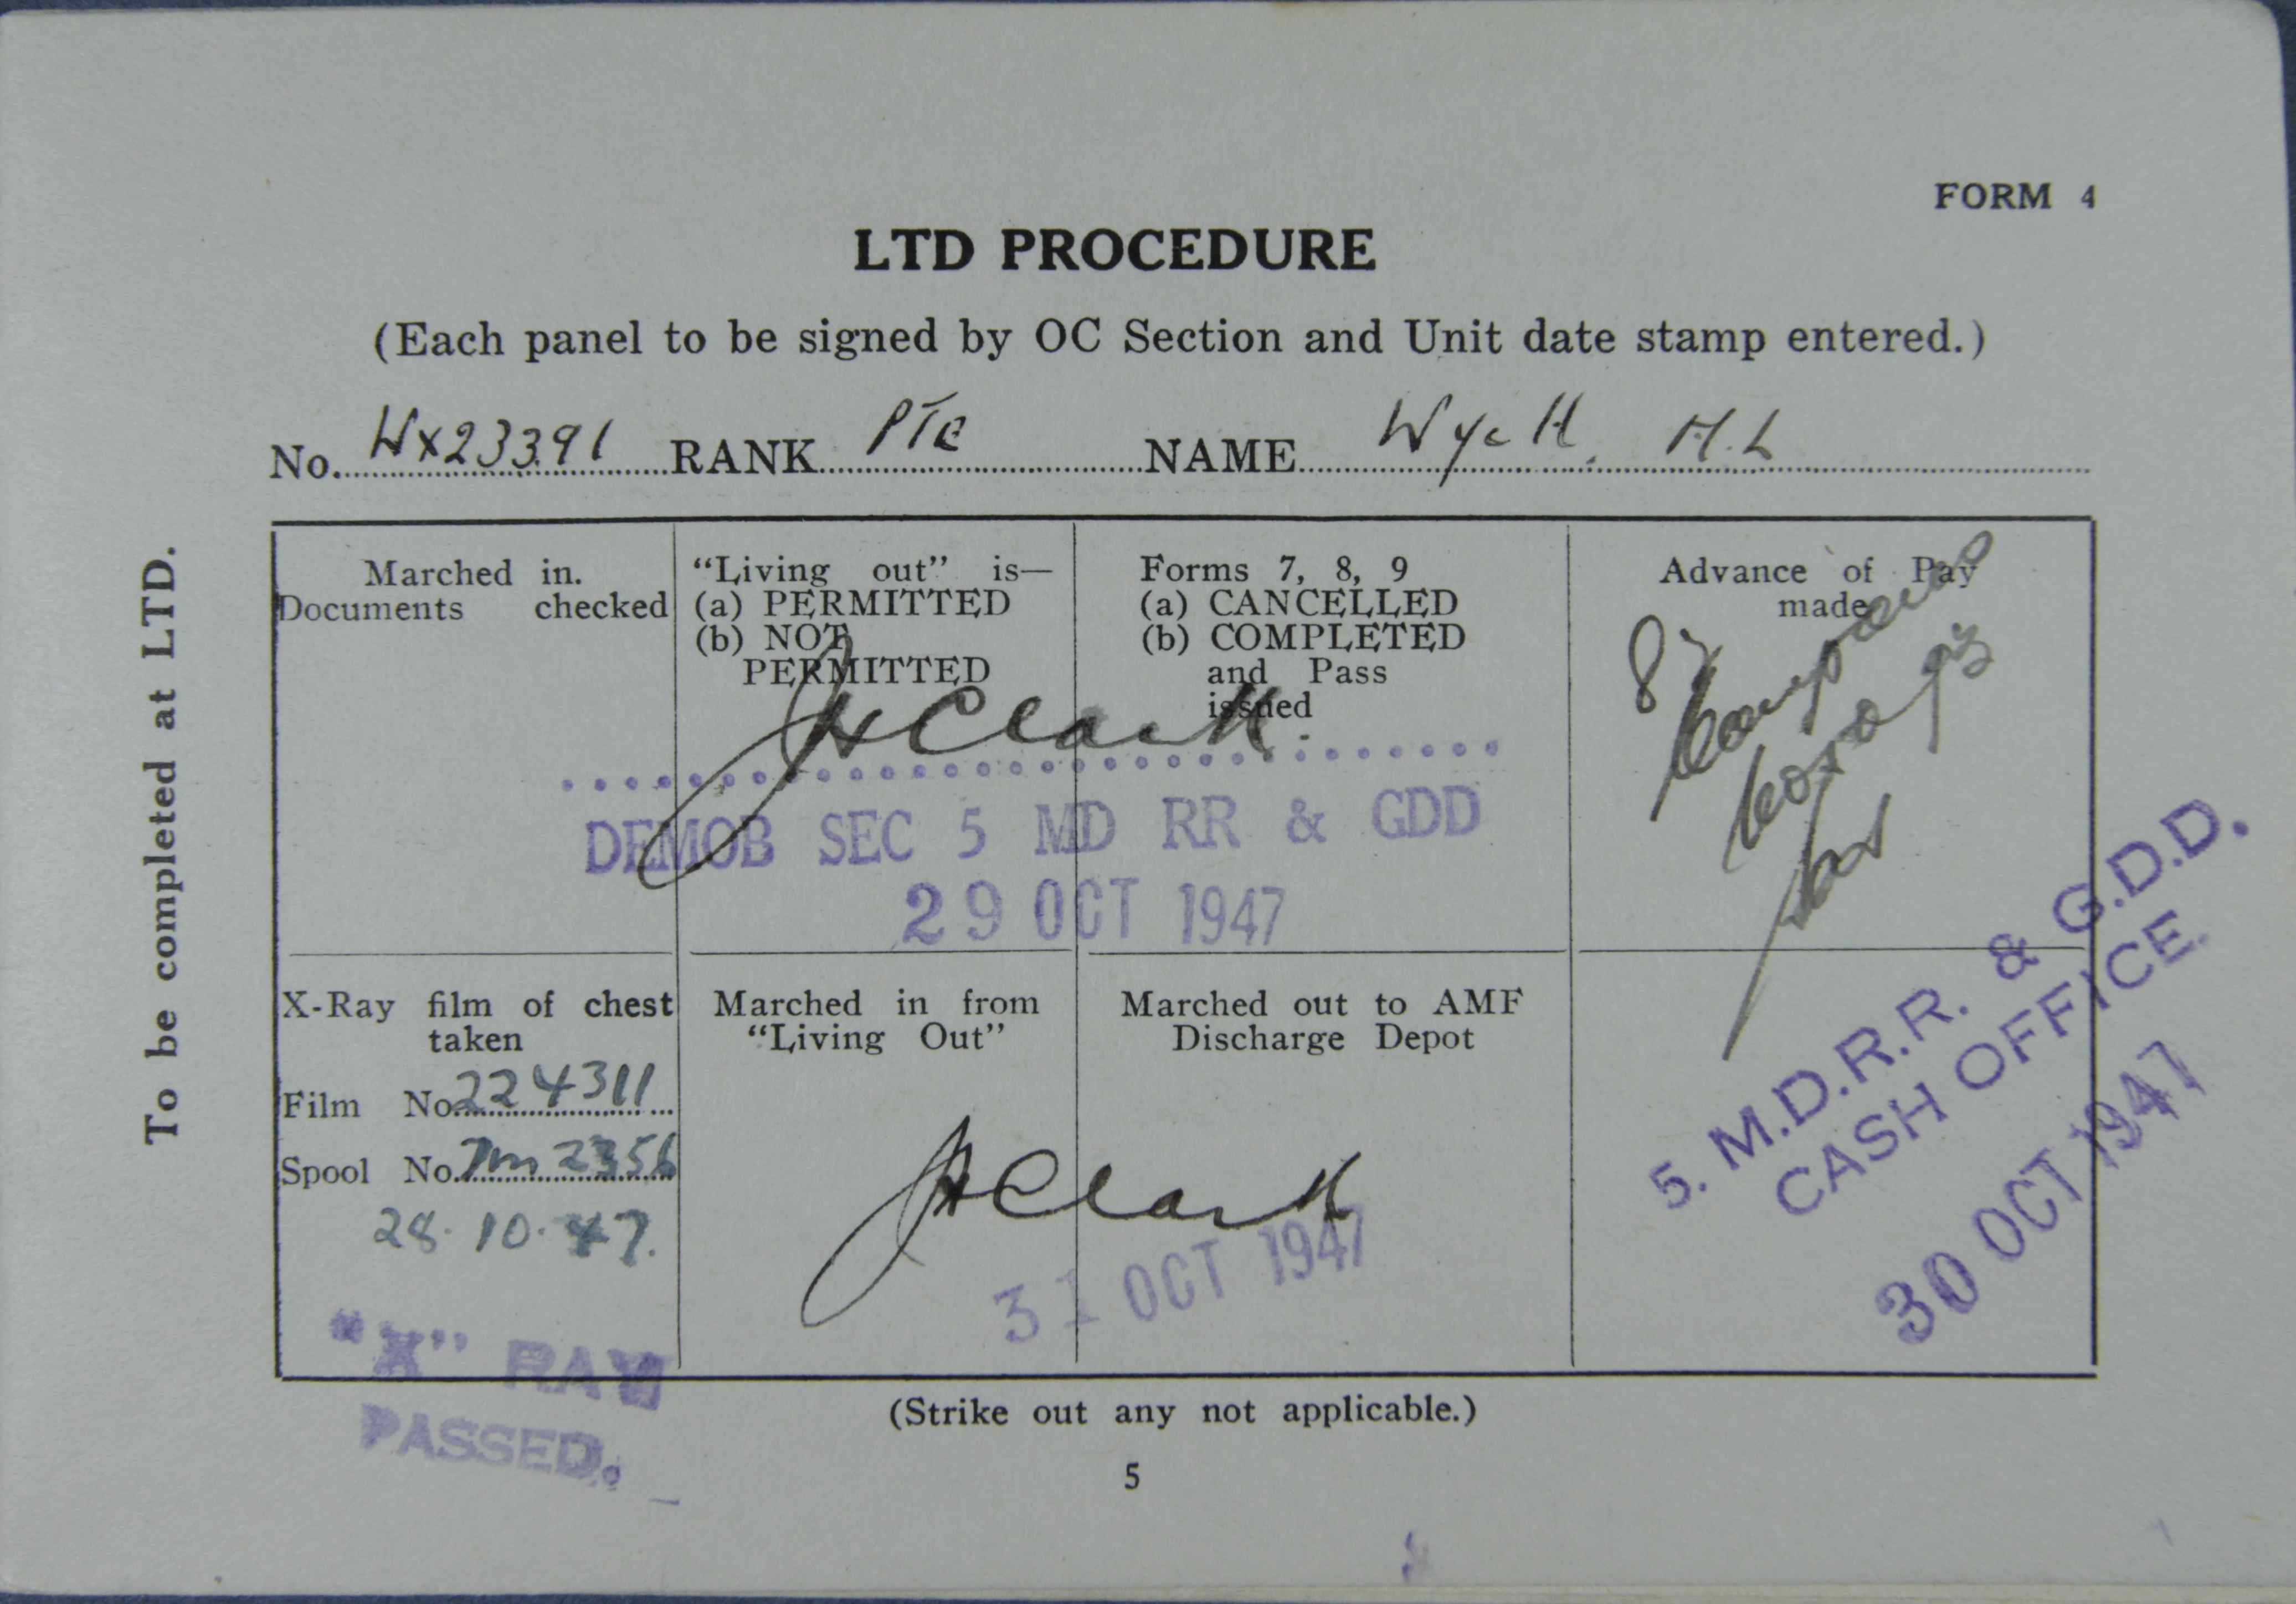 FORM 4
LTD PROCEDURE
(Each panel to be signed by OC Section and Unit date stamp entered.)
No. WX23391 RANK PTE NAME Wych. H.L
To be completed at LTD.
Marched in.
Documents checked
"Living out" is—
(a) PERMITTED
(b) NOT
PERMITTED
Forms 7, 8, 9
(a) CANCELLED
(b) COMPLETED
and Pass
issued
JHClark.
DEMOB SEC 5 MD RR & GDD
29 OCT 1947
Advance of Pay
made
X-Ray film of chest
taken
Film No. 224311
Spool No. 7m 2356
28.10.47.
"X" RAY
PASSED.
Marched in from
"Living Out"
Marched out to AMF
Discharge Depot
JHClark
31 OCT 1947
5. M.D.R.R. & G.D.D.
CASH OFFICE
30 OCT 1947
(Strike out any not applicable.)
5